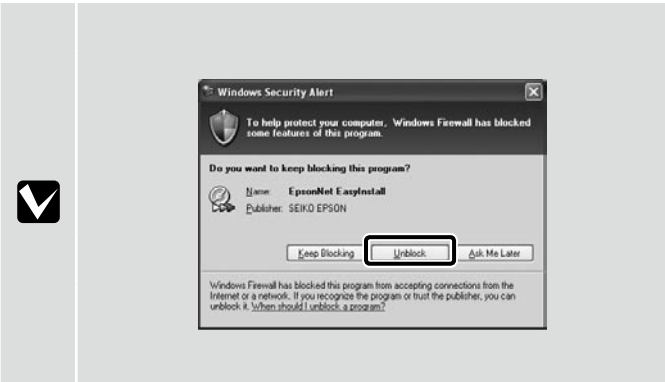 Windows Security Alert
To help protect your computer, Windows Firewall has blocked
some features of this program.
Do you want to keep blocking this program?
Name: EpsonNet EasyInstall
Publisher: SEIKO EPSON
Keep Blocking Unblock Ask Me Later
Windows Firewall has blocked this program from accepting connections from the
Internet or a network. If you recognize the program or trust the publisher, you can
unblock it. When should I unblock a program?